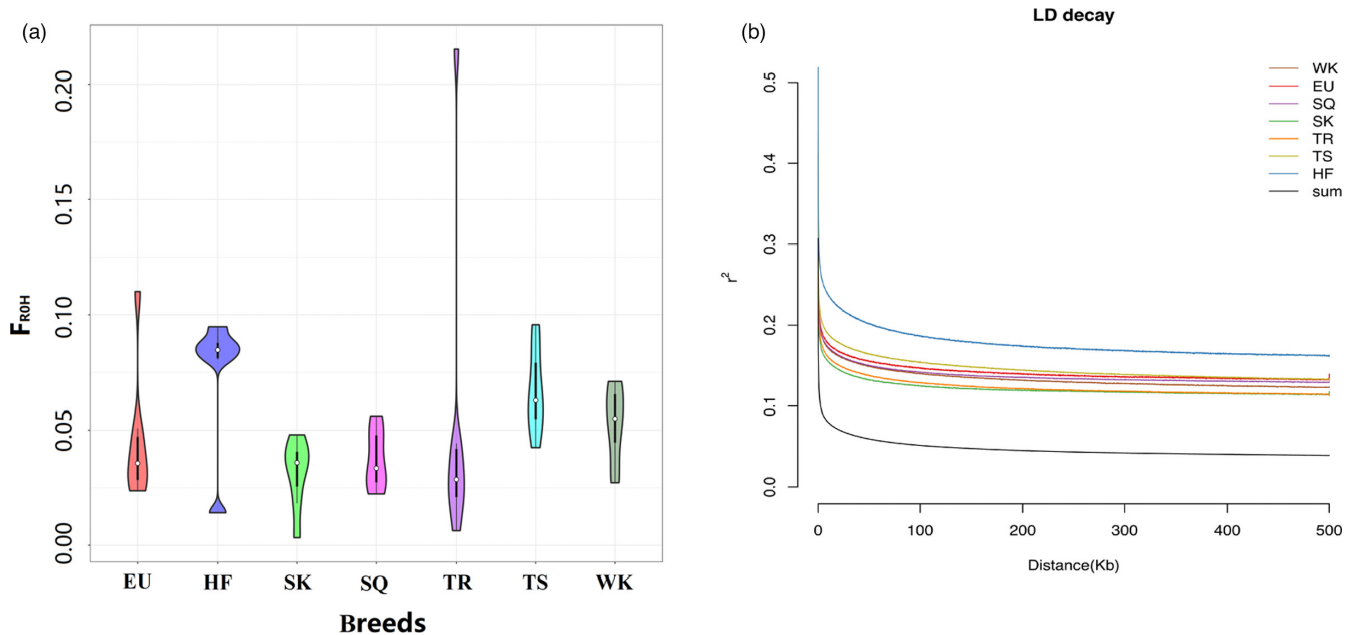 (a)
0.20
0.15
0.10
0.05
0.00
FR0H
EU HF SK SQ TR TS WK
Breeds
(b)
LD decay
WK
EU
SQ
SK
TR
TS
HF
sum
0.5
0.4
0.3
0.2
0.1
0.0
r²
0 100 200 300 400 500
Distance(Kb)